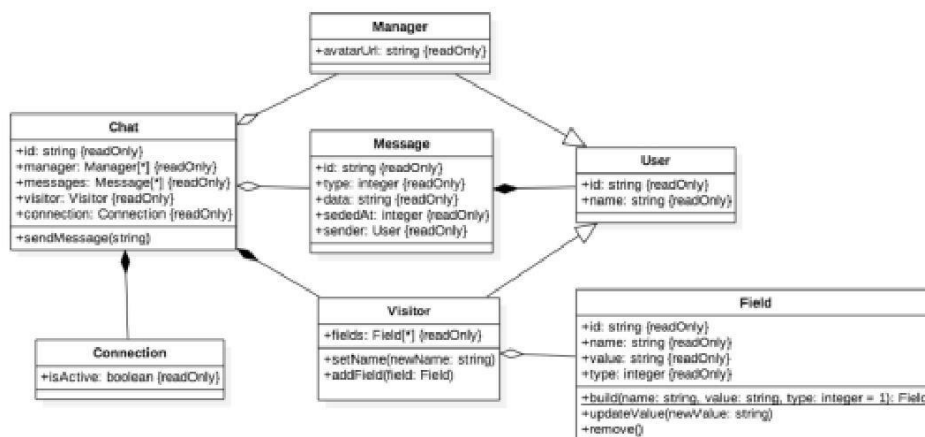 Manager
+avatarUrl: string {readOnly}
Chat
+id: string {readOnly}
+manager: Manager[*] {readOnly}
+messages: Message[*] {readOnly}
+visitor: Visitor {readOnly}
+connection: Connection {readOnly}
+sendMessage(string)
Message
+id: string {readOnly}
+type: integer {readOnly}
+data: string {readOnly}
+sededAt: integer {readOnly}
+sender: User {readOnly}
User
+id: string {readOnly}
+name: string {readOnly}
Visitor
+fields: Field[*] {readOnly}
+setName(newName: string)
+addField(field: Field)
Connection
+isActive: boolean {readOnly}
Field
+id: string {readOnly}
+name: string {readOnly}
+value: string {readOnly}
+type: integer {readOnly}
+build(name: string, value: string, type: integer = 1): Field
+updateValue(newValue: string)
+remove()